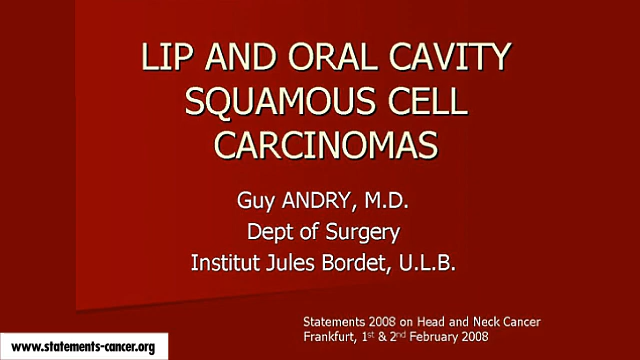 LIP AND ORAL CAVITY
SQUAMOUS CELL
CARCINOMAS
Guy ANDRY, M.D.
Dept of Surgery
Institut Jules Bordet, U.L.B.
Statements 2008 on Head and Neck Cancer
Frankfurt, 1st & 2nd February 2008
www.statements-cancer.org